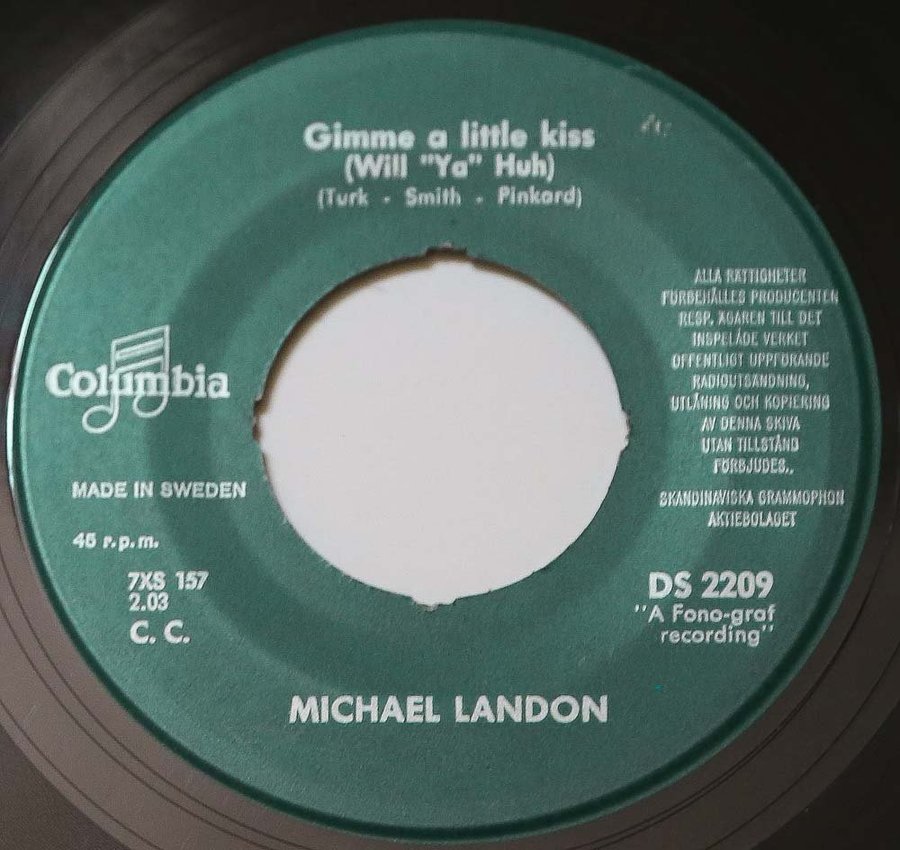 Gimme a little kiss
(Will "Ya" Huh)
(Turk - Smith - Pinkard)
Columbia
MADE IN SWEDEN
45 r.p.m.
7XS 157
2.03
C. C.
ALLA RÄTTIGHETER
FÖRBEHÅLLES PRODUCENTEN
RESP. ÄGAREN TILL DET
INSPELADE VERKET
OFFENTLIGT UPPFÖRANDE
RADIOUTSÄNDNING,
UTLÅNING OCH KOPIERING
AV DENNA SKIVA
UTAN TILLSTÅND
FÖRBJUDES.
SKANDINAVISKA GRAMMOPHON
AKTIEBOLAGET
DS 2209
"A Fono-graf
recording"
MICHAEL LANDON